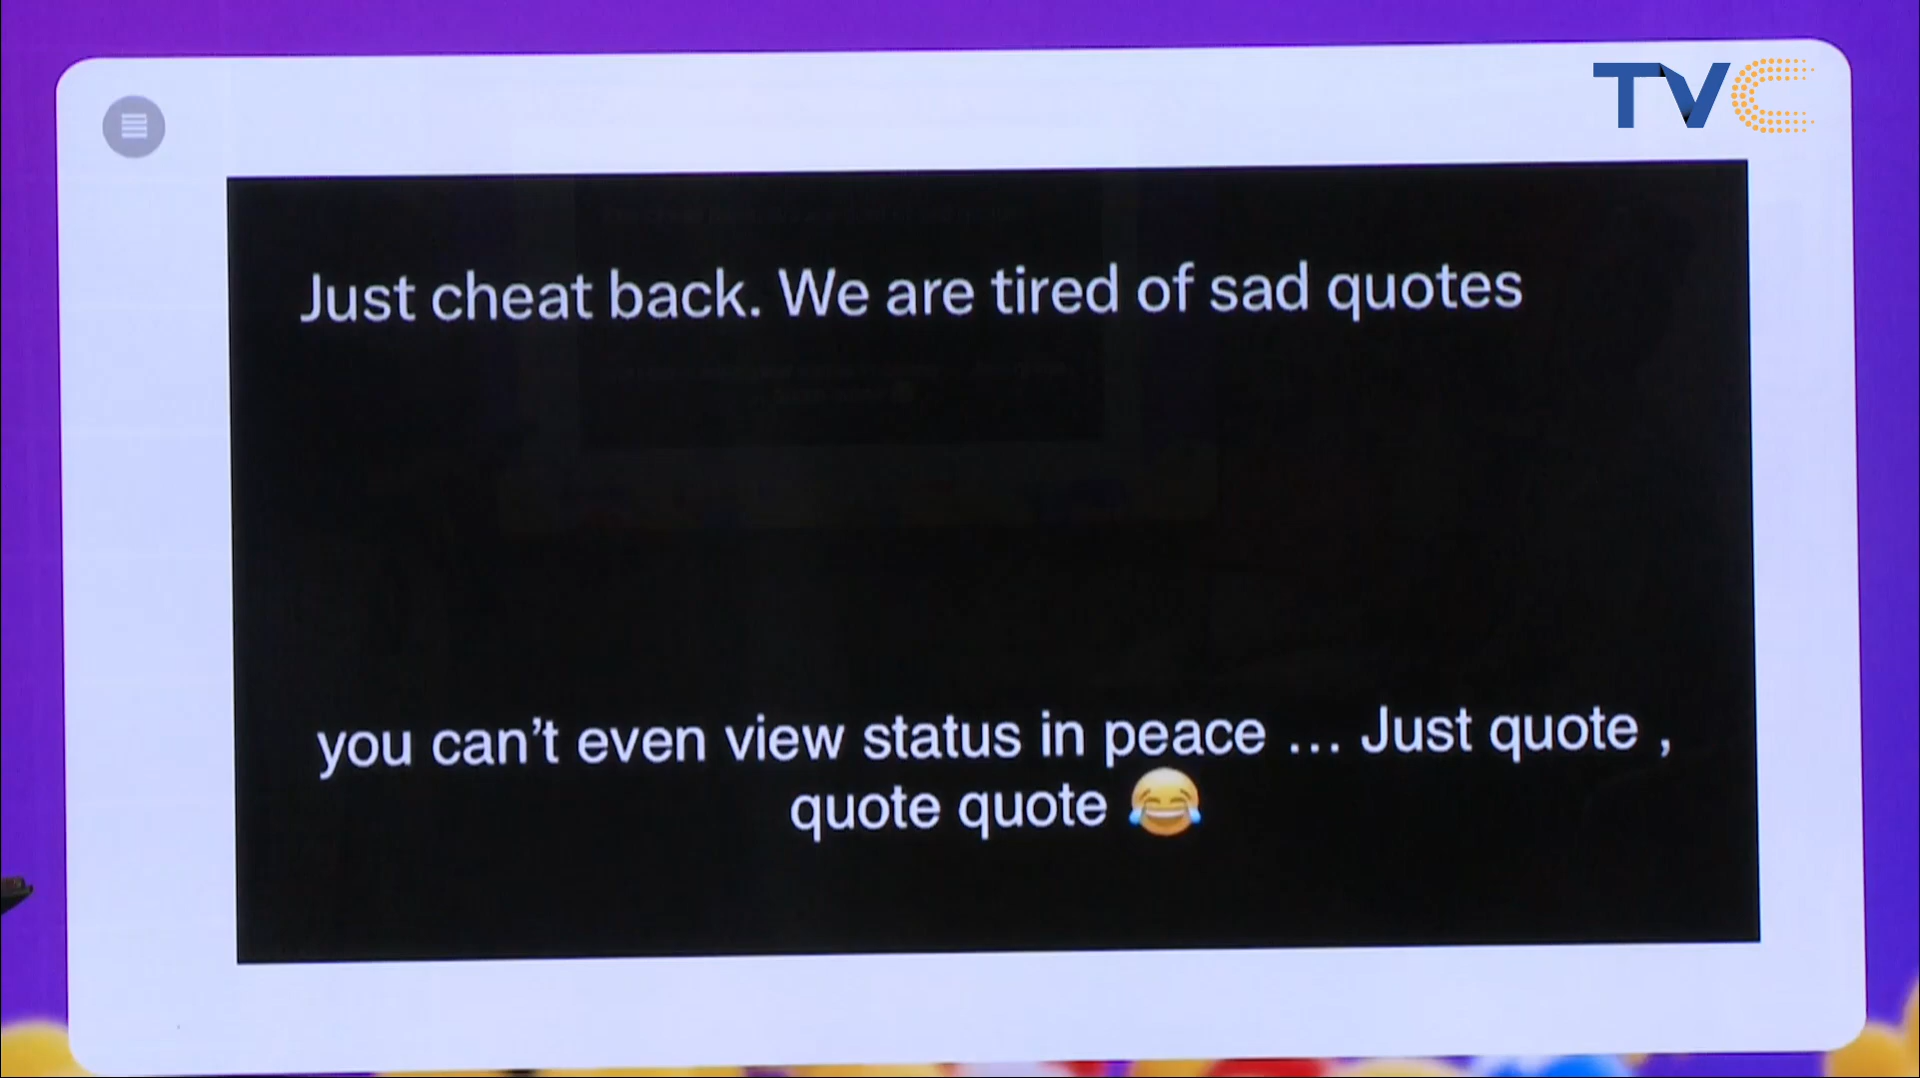 TVC
Just cheat back. We are tired of sad quotes
you can't even view status in peace ... Just quote ,
quote quote 😂